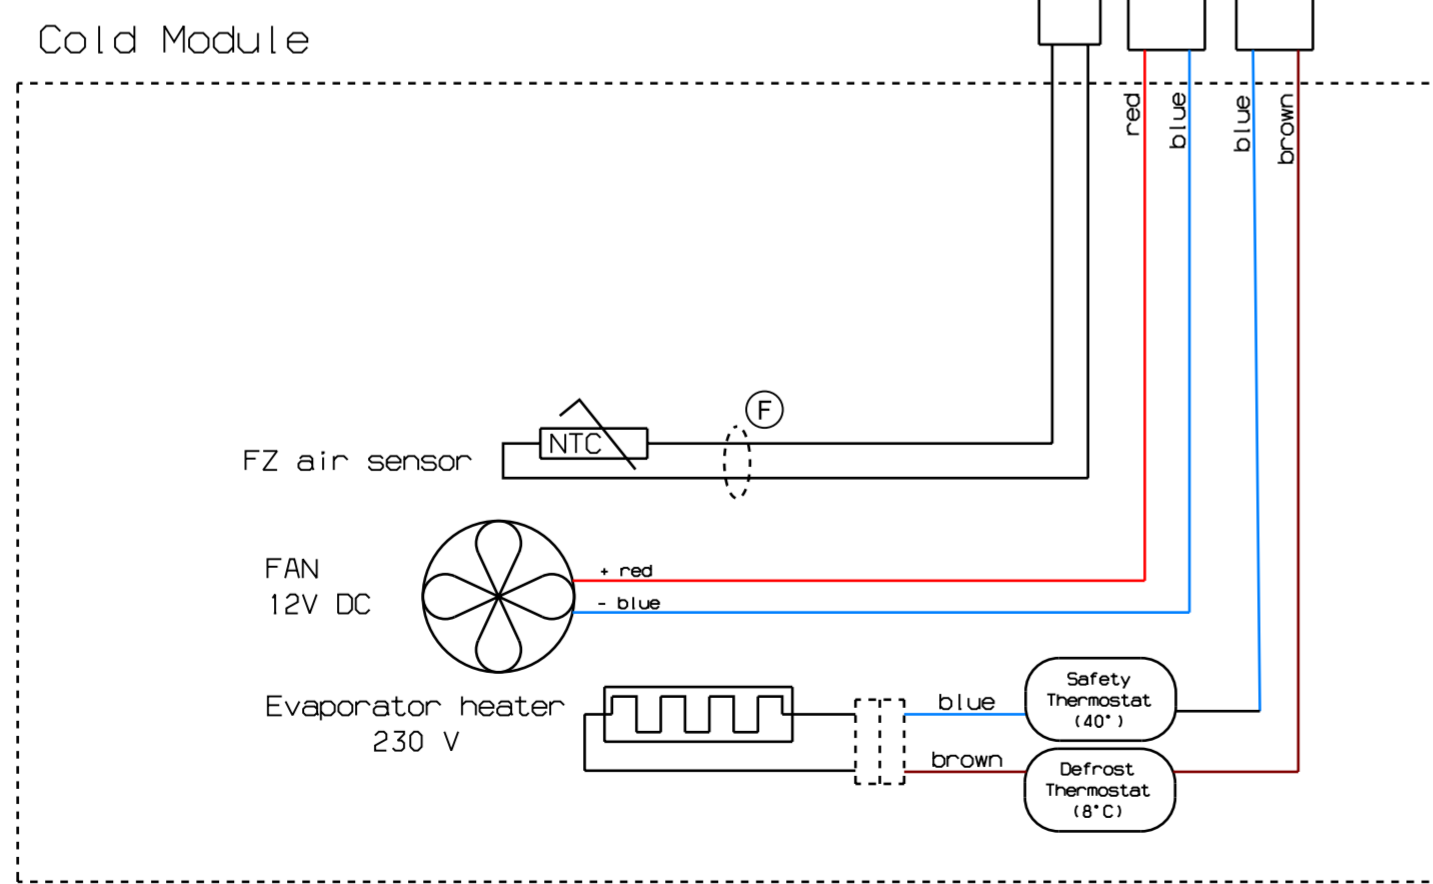 Cold Module
red
blue
blue
brown
F
NTC
FZ air sensor
+ red
FAN
12V DC
- blue
Evaporator heater
230 V
blue
Safety
Thermostat
(40°)
brown
Defrost
Thermostat
(8°C)